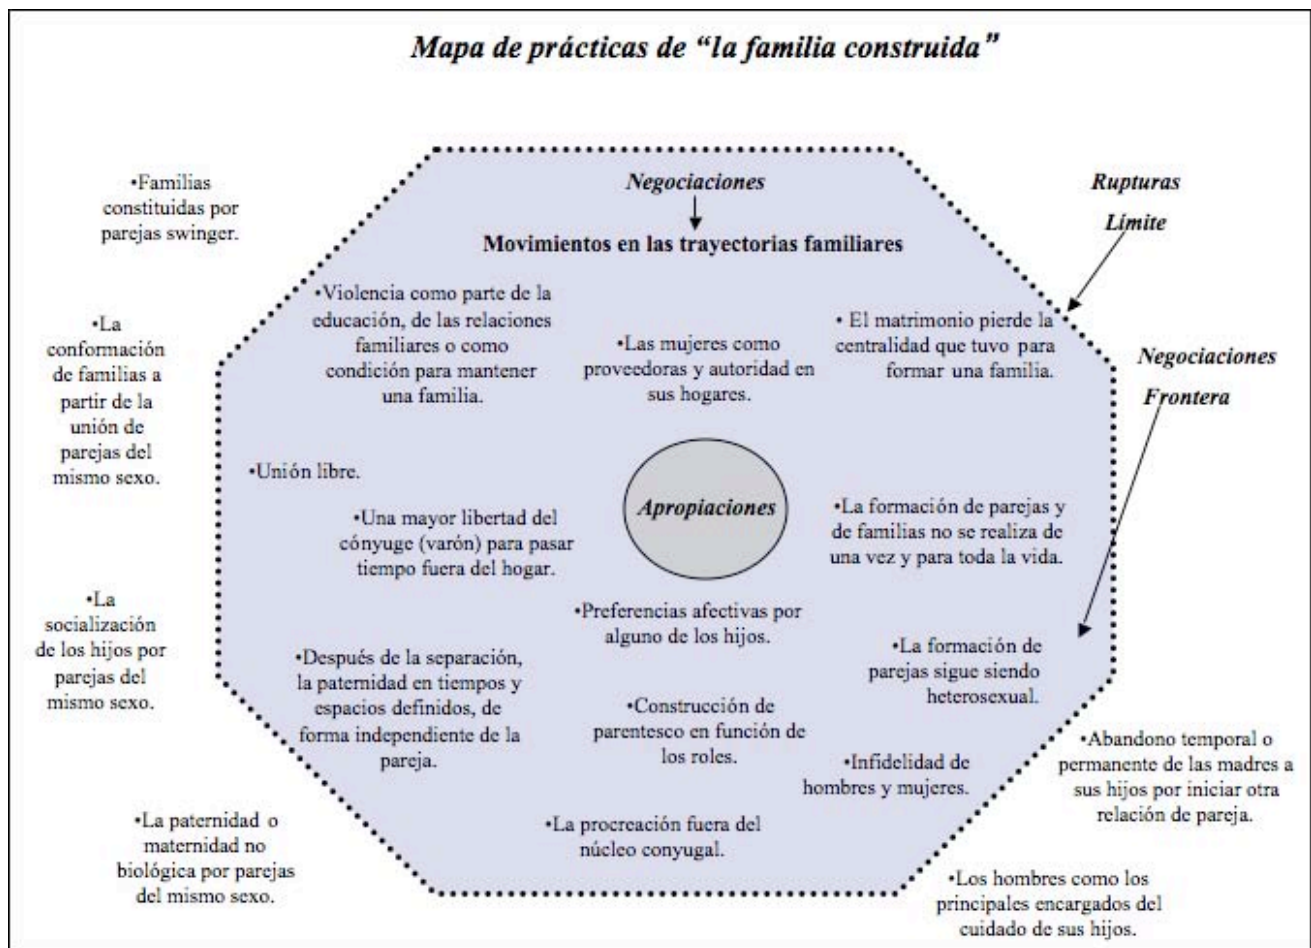 Mapa de prácticas de “la familia construida”
•Familias
constituidas por
parejas swinger.
Negociaciones
Rupturas
Límite
Movimientos en las trayectorias familiares
•Violencia como parte de la
educación, de las relaciones
familiares o como
condición para mantener
una familia.
•Las mujeres como
proveedoras y autoridad en
sus hogares.
• El matrimonio pierde la
centralidad que tuvo para
formar una familia.
Negociaciones
Frontera
•La
conformación
de familias a
partir de la
unión de
parejas del
mismo sexo.
•Unión libre.
•Una mayor libertad del
cónyuge (varón) para pasar
tiempo fuera del hogar.
Apropiaciones
•La formación de parejas y
de familias no se realiza de
una vez y para toda la vida.
•La
socialización
de los hijos por
parejas del
mismo sexo.
•Preferencias afectivas por
alguno de los hijos.
•La formación de
parejas sigue siendo
heterosexual.
•Después de la separación,
la paternidad en tiempos y
espacios definidos, de
forma independiente de la
pareja.
•Construcción de
parentesco en función de
los roles.
•Infidelidad de
hombres y mujeres.
•Abandono temporal o
permanente de las madres a
sus hijos por iniciar otra
relación de pareja.
•La paternidad o
maternidad no
biológica por parejas
del mismo sexo.
•La procreación fuera del
núcleo conyugal.
•Los hombres como los
principales encargados del
cuidado de sus hijos.